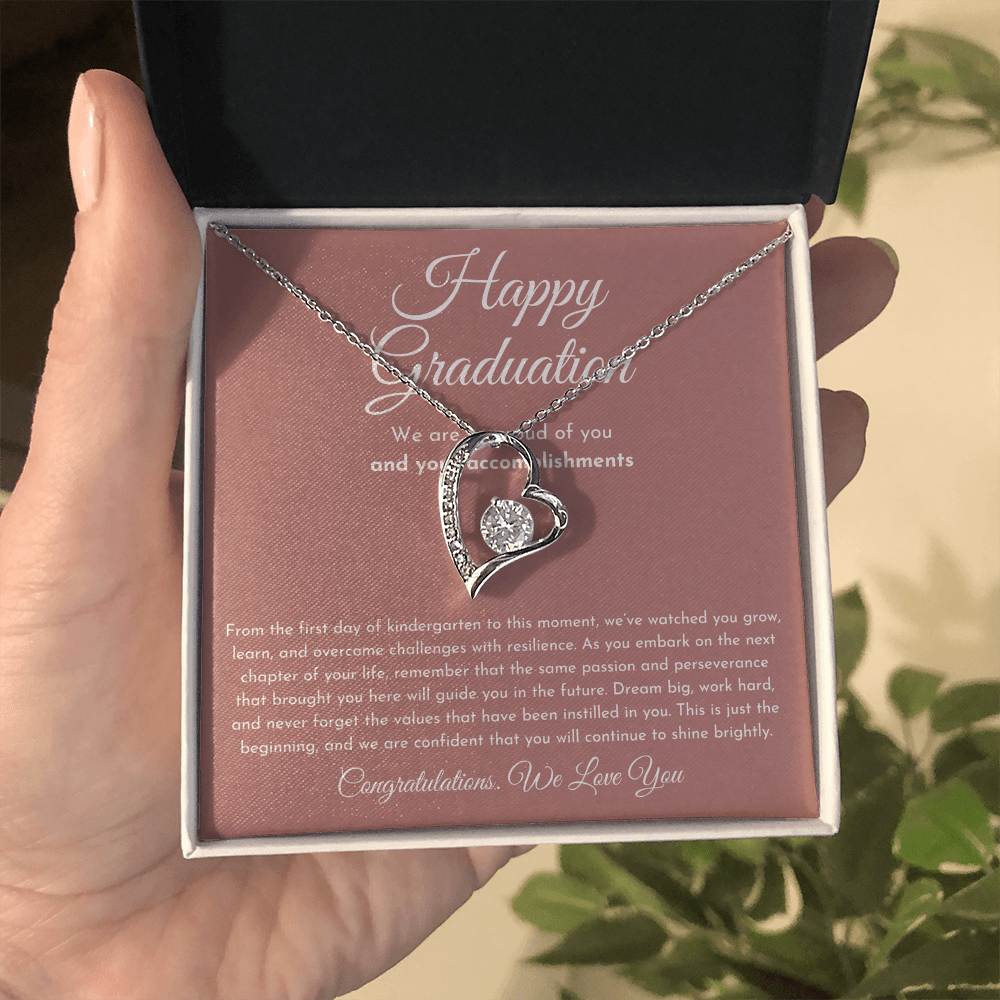 Happy
Graduation
We are oud of you
and you accomplishments
From the first day of kindergarten to this moment, we've watched you grow,
learn, and overcome challenges with resilience. As you embark on the next
chapter of your life, remember that the same passion and perseverance
that brought you here will guide you in the future. Dream big, work hard,
and never forget the values that have been instilled in you. This is just the
beginning, and we are confident that you will continue to shine brightly.
Congratulations. We Love You